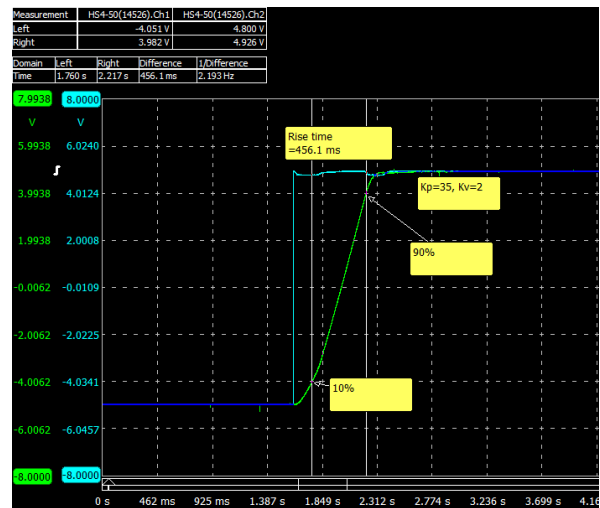 Measurement HS4-50(14526).Ch1 HS4-50(14526).Ch2
Left -4.051 V 4.800 V
Right 3.982 V 4.926 V
Domain Left Right Difference 1/Difference
Time 1.760 s 2.217 s 456.1 ms 2.193 Hz
7.9938 8.0000
V V
Rise time
=456.1 ms
5.9938 6.0240
Kp=35, Kv=2
3.9938 4.0124
90%
1.9938 2.0008
-0.0062 -0.0109
-2.0062 -2.0225
-4.0062 -4.0341
10%
-6.0062 -6.0457
-8.0000 -8.0000
0 s 462 ms 925 ms 1.387 s 1.849 s 2.312 s 2.774 s 3.236 s 3.699 s 4.16